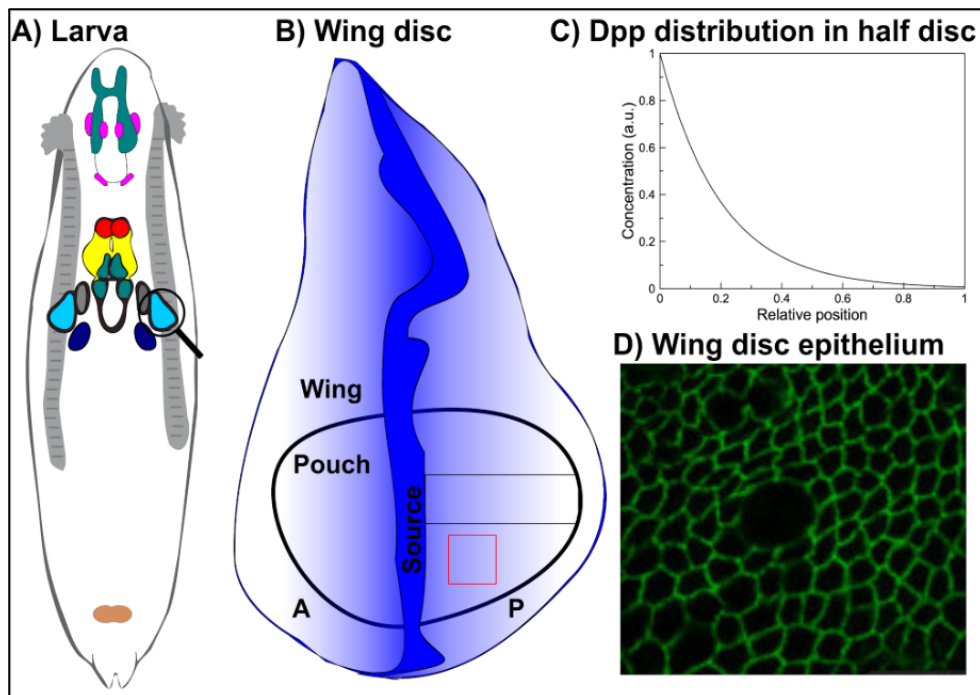 A) Larva
B) Wing disc
Wing
Pouch
Source
A
P
C) Dpp distribution in half disc
Concentration (a.u.)
1
0.8
0.6
0.4
0.2
0
0 0.2 0.4 0.6 0.8 1
Relative position
D) Wing disc epithelium